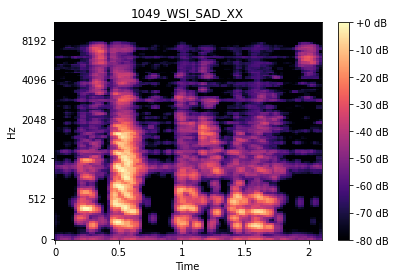 1049_WSI_SAD_XX
+0 dB
8192
-10 dB
4096
-20 dB
-30 dB
2048
Hz
-40 dB
1024
-50 dB
512
-60 dB
-70 dB
0
-80 dB
0
0.5
1
1.5
2
Time